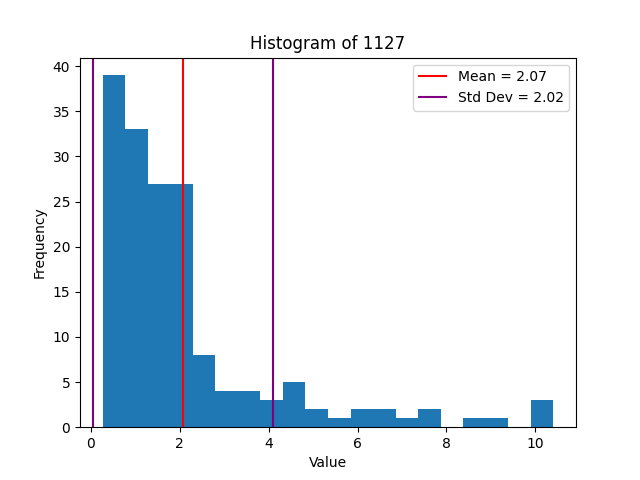 Histogram of 1127
Mean = 2.07
Std Dev = 2.02
Frequency
40
35
30
25
20
15
10
5
0
0 2 4 6 8 10
Value